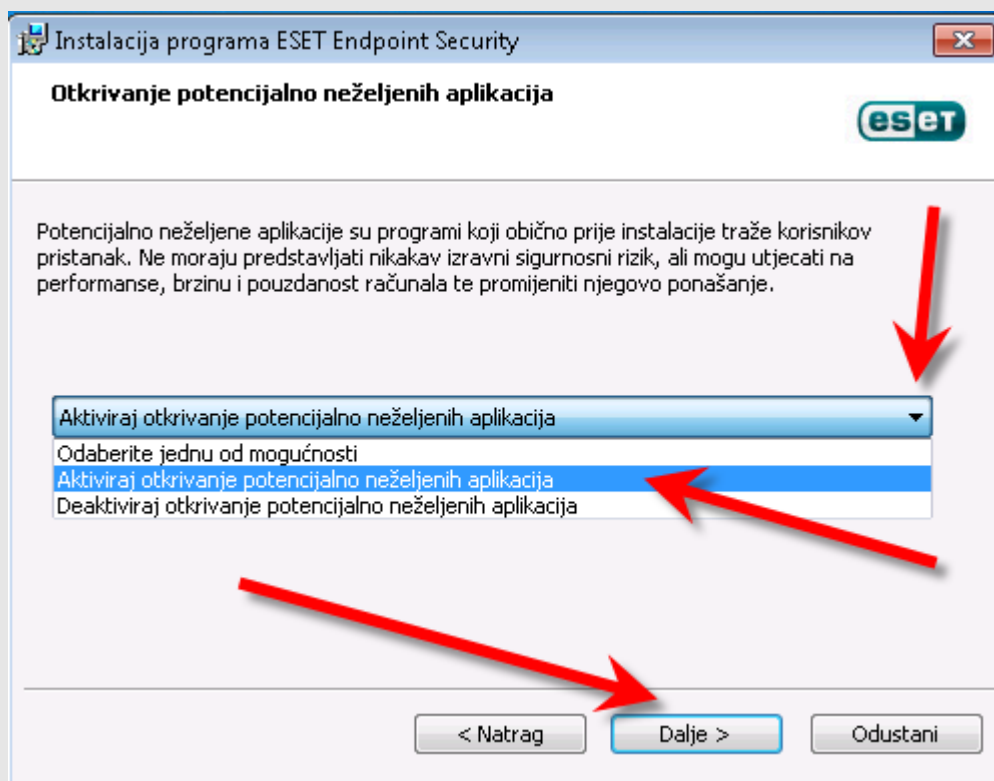 Instalacija programa ESET Endpoint Security
Otkrivanje potencijalno neželjenih aplikacija
eseT
Potencijalno neželjene aplikacije su programi koji obično prije instalacije traže korisnikov
pristanak. Ne moraju predstavljati nikakav izravni sigurnosni rizik, ali mogu utjecati na
performanse, brzinu i pouzdanost računala te promijeniti njegovo ponašanje.
Aktiviraj otkrivanje potencijalno neželjenih aplikacija
Odaberite jednu od mogućnosti
Aktiviraj otkrivanje potencijalno neželjenih aplikacija
Deaktiviraj otkrivanje potencijalno neželjenih aplikacija
< Natrag
Dalje >
Odustani